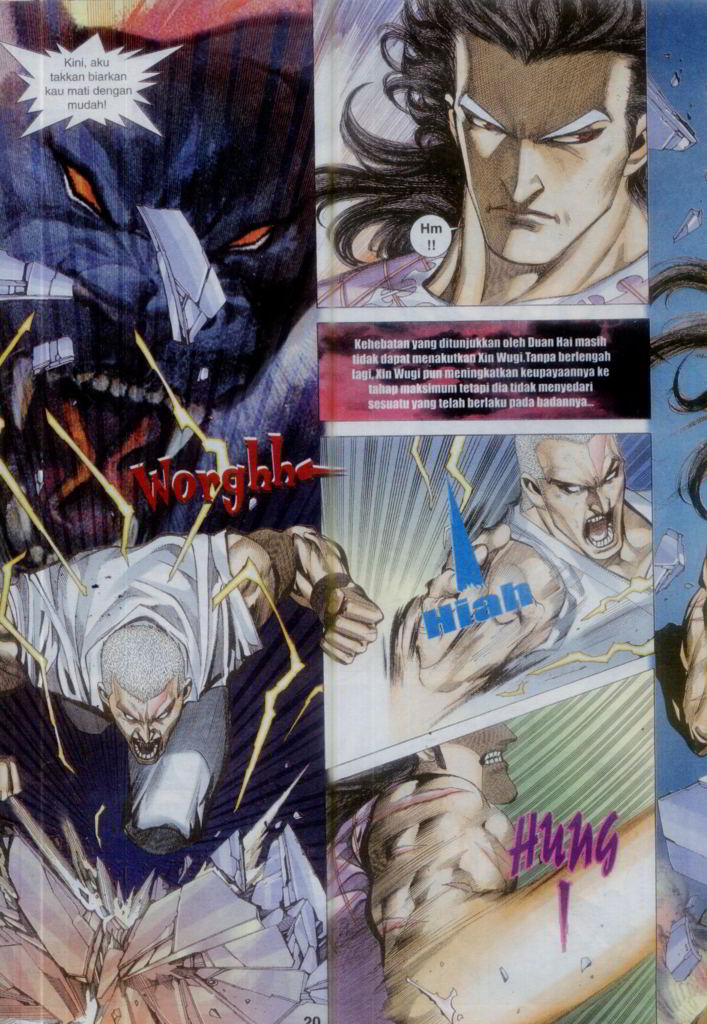 Kini, aku
takkan biarkan
kau mati dengan
mudah!
Worghh
20
Hm
!!
Kehebatan yang ditunjukkan oleh Duan Hai masih
tidak dapat menakutkan Xin Wugi.Tanpa berlengah
lagi, Xin Wugi pun meningkatkan keupayaannya ke
tahap maksimum tetapi dia tidak menyedari
sesuatu yang telah berlaku pada badannya...
Hiah
HUNG
!